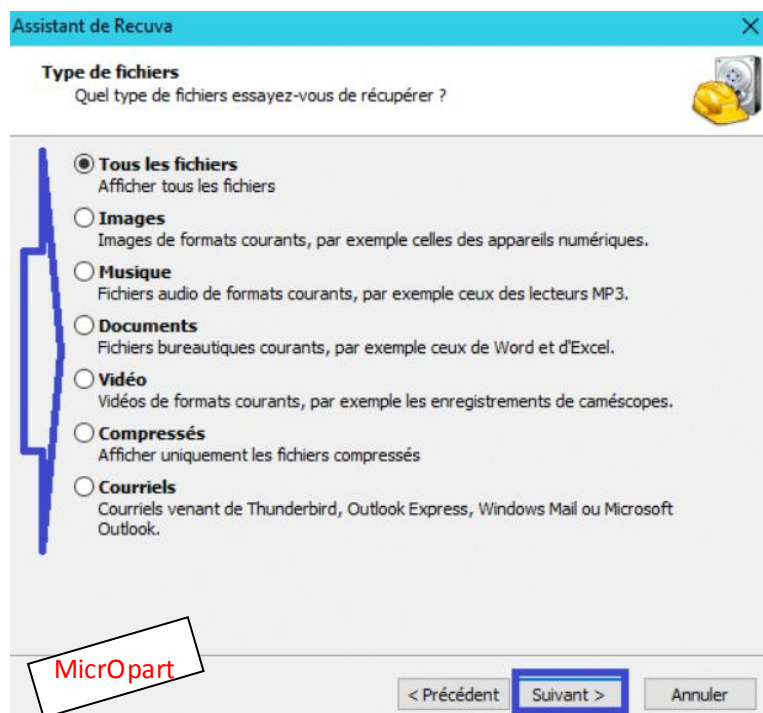 Assistant de Recuva
Type de fichiers
Quel type de fichiers essayez-vous de récupérer ?
Tous les fichiers
Afficher tous les fichiers
Images
Images de formats courants, par exemple celles des appareils numériques.
Musique
Fichiers audio de formats courants, par exemple ceux des lecteurs MP3.
Documents
Fichiers bureautiques courants, par exemple ceux de Word et d'Excel.
Vidéo
Vidéos de formats courants, par exemple les enregistrements de caméscopes.
Compressés
Afficher uniquement les fichiers compressés
Courriels
Courriels venant de Thunderbird, Outlook Express, Windows Mail ou Microsoft
Outlook.
MicrOpart
< Précédent Suivant > Annuler